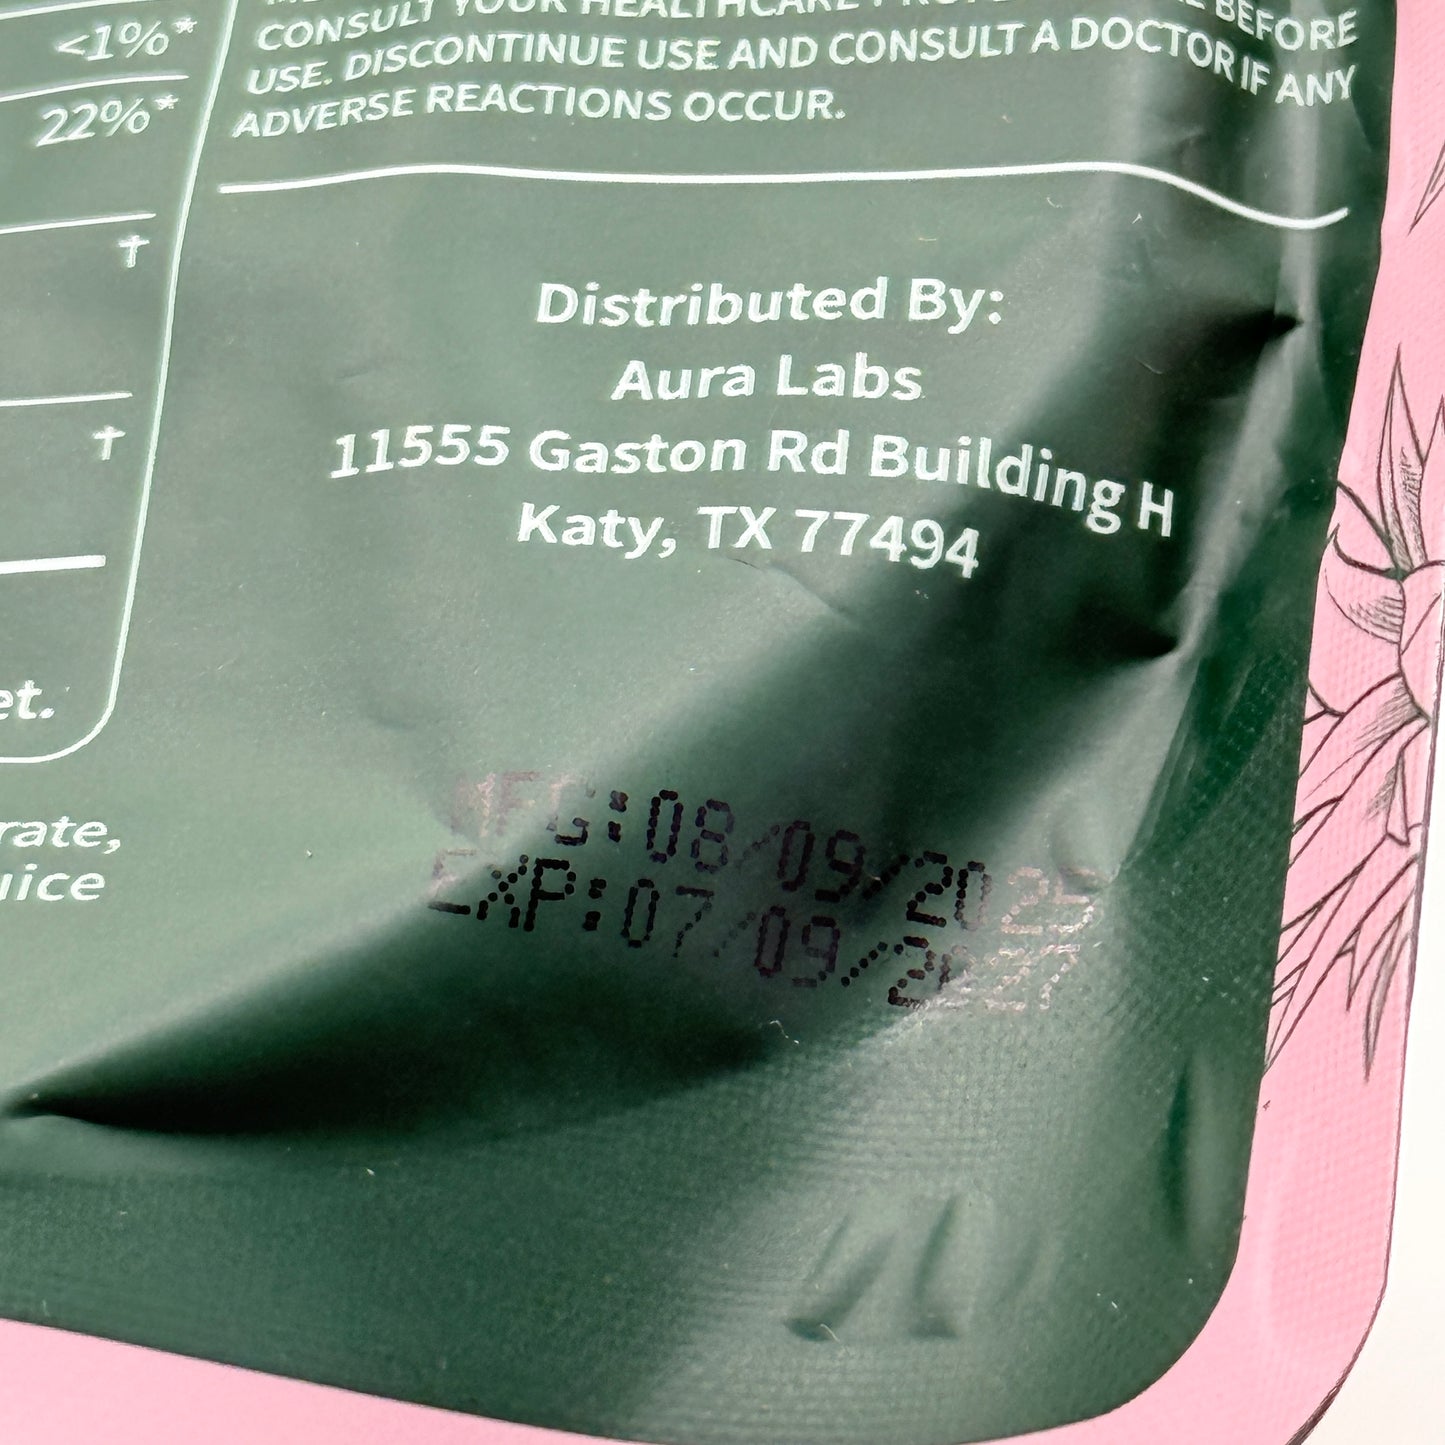 <1%*
22%*
†
†
et.
rate,
uice
CONSULT YOUR HEALTHCARE BEFORE
USE. DISCONTINUE USE AND CONSULT A DOCTOR IF ANY
ADVERSE REACTIONS OCCUR.
Distributed By:
Aura Labs
11555 Gaston Rd Building H
Katy, TX 77494
MFG:08/09/2025
EXP:07/09/2027